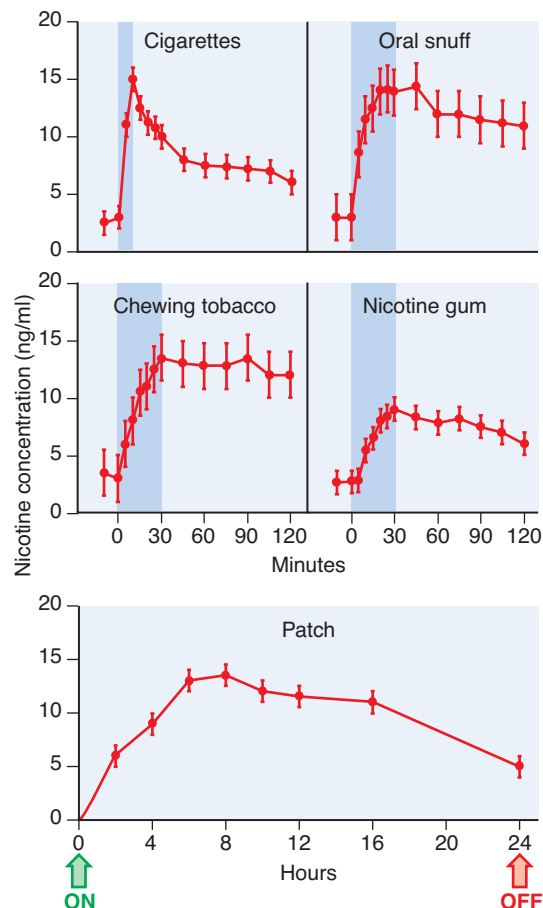 20
15
10
5
0
Cigarettes
Oral snuff
Nicotine concentration (ng/ml)
20
15
10
5
0
Chewing tobacco
Nicotine gum
0 30 60 90 120
0 30 60 90 120
Minutes
20
15
10
5
0
Patch
0 4 8 12 16 20 24
Hours
ON
OFF